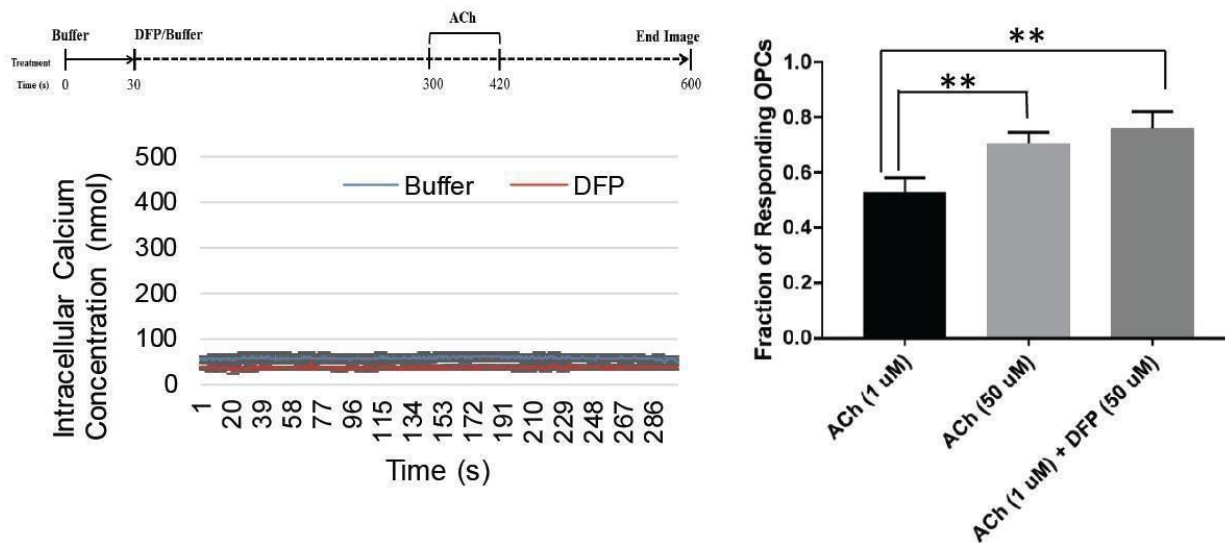 ACh
Buffer DFP/Buffer End Image
Treatment
Time (s) 0 30 300 420 600
500
400
300
200
100
0
Buffer DFP
Intracellular Calcium
Concentration (nmol)
1 20 39 58 77 96 115 134 153 172 191 210 229 248 267 286
Time (s)
**
**
1.0
0.8
0.6
0.4
0.2
0.0
Fraction of Responding OPCs
ACh (1 uM)
ACh (50 uM)
ACh (1 uM) + DFP (50 uM)